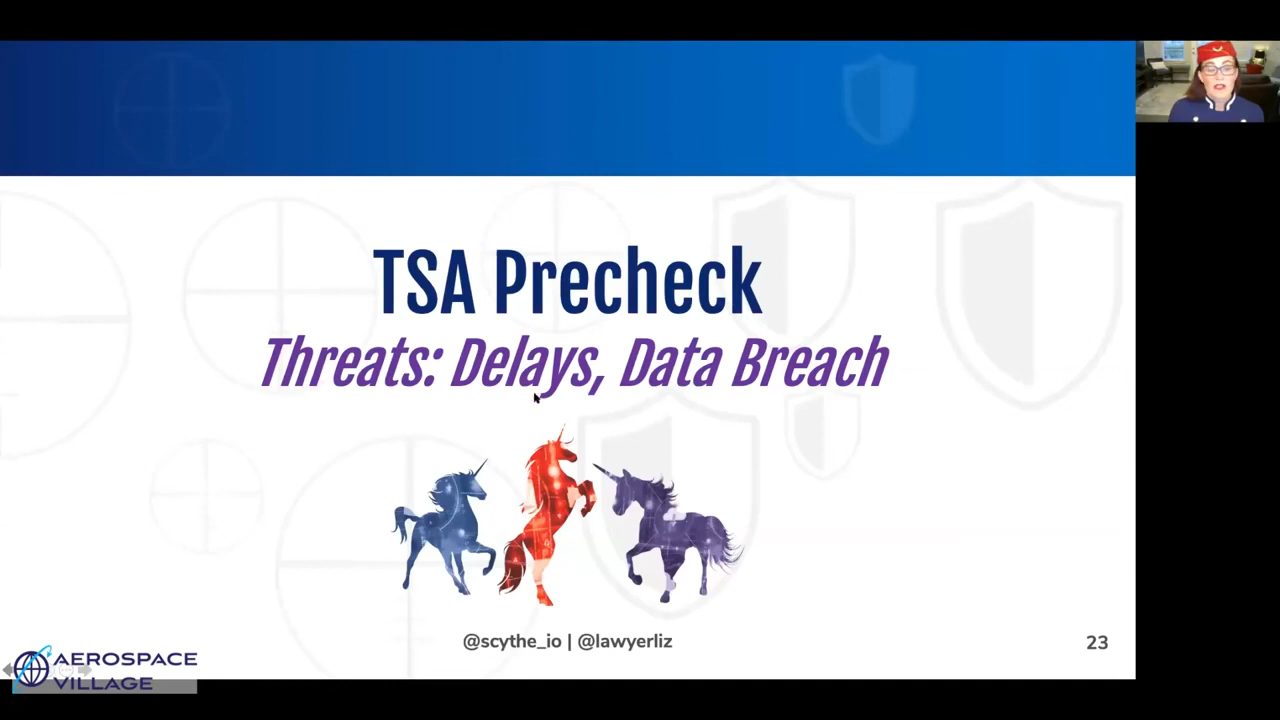 TSA Precheck
Threats: Delays, Data Breach
@scythe_io | @lawyerliz
23
AEROSPACE
VILLAGE